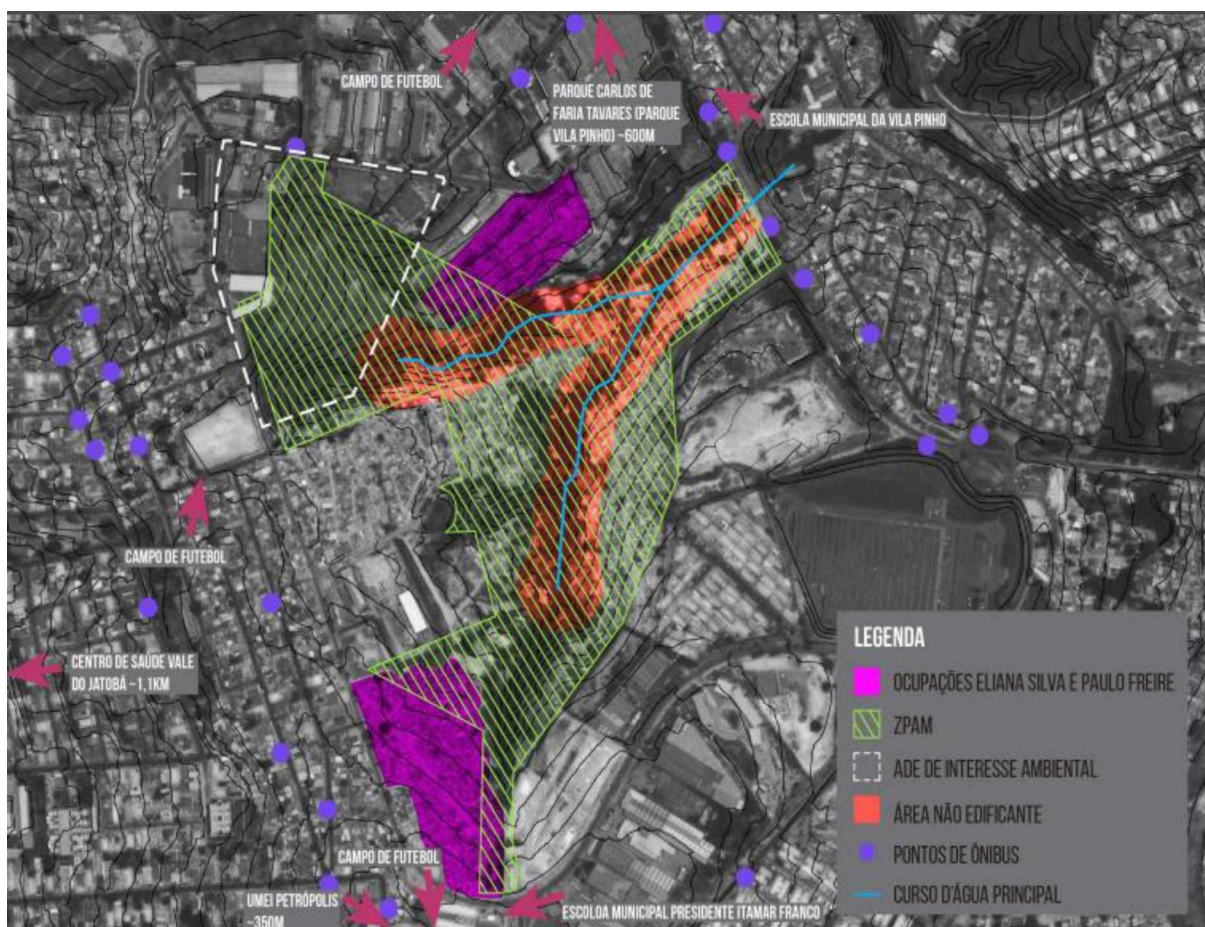 CAMPO DE FUTEBOL
PARQUE CARLOS DE
FARIA TAVARES (PARQUE
VILA PINHO) ~600M
ESCOLA MUNICIPAL DA VILA PINHO
CAMPO DE FUTEBOL
CENTRO DE SAÚDE VALE
DO JATOBÁ ~1,1KM
CAMPO DE FUTEBOL
UMEI PETRÓPOLIS
~350M
ESCOLOA MUNICIPAL PRESIDENTE ITAMAR FRANCO
LEGENDA
OCUPAÇÕES ELIANA SILVA E PAULO FREIRE
ZPAM
ADE DE INTERESSE AMBIENTAL
ÁREA NÃO EDIFICANTE
PONTOS DE ÔNIBUS
CURSO D'ÁGUA PRINCIPAL